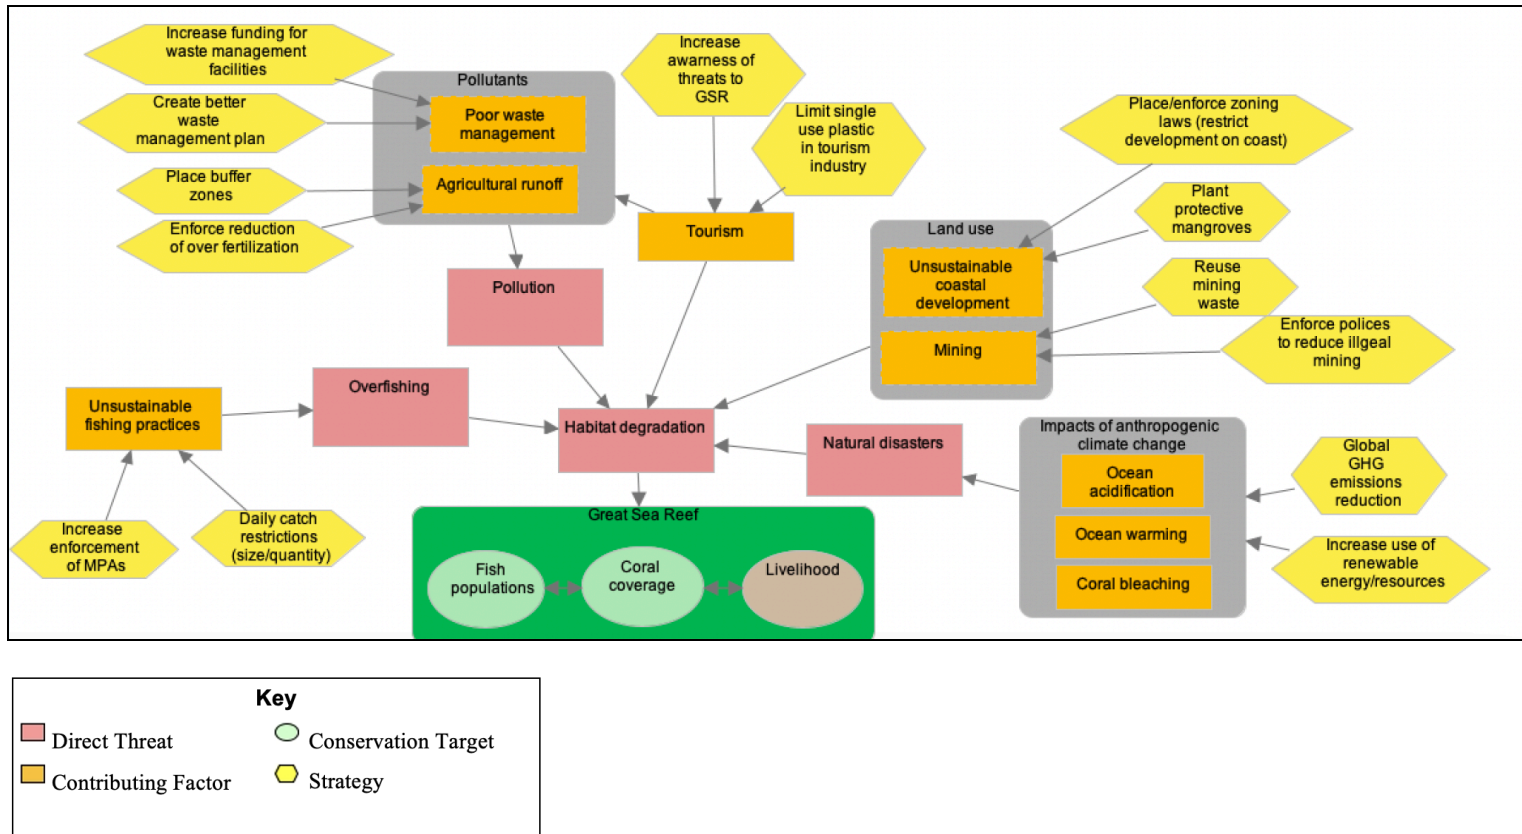 Increase funding for
waste management
facilities
Create better
waste
management plan
Place buffer
zones
Enforce reduction
of over fertilization
Pollutants
Poor waste
management
Agricultural runoff
Increase
awarness of
threats to
GSR
Limit single
use plastic
in tourism
industry
Tourism
Pollution
Place/enforce zoning
laws (restrict
development on coast)
Plant
protective
mangroves
Reuse
mining
waste
Enforce polices
to reduce illgeal
mining
Land use
Unsustainable
coastal
development
Mining
Unsustainable
fishing practices
Overfishing
Habitat degradation
Natural disasters
Impacts of anthropogenic
climate change
Ocean
acidification
Ocean warming
Coral bleaching
Global
GHG
emissions
reduction
Increase use of
renewable
energy/resources
Increase
enforcement
of MPAs
Daily catch
restrictions
(size/quantity)
Great Sea Reef
Fish
populations
Coral
coverage
Livelihood
Key
Direct Threat
Conservation Target
Contributing Factor
Strategy